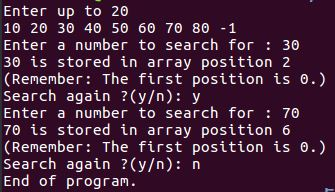 Enter up to 20
10 20 30 40 50 60 70 80 -1
Enter a number to search for : 30
30 is stored in array position 2
(Remember: The first position is 0.)
Search again ?(y/n): y
Enter a number to search for : 70
70 is stored in array position 6
(Remember: The first position is 0.)
Search again ?(y/n): n
End of program.